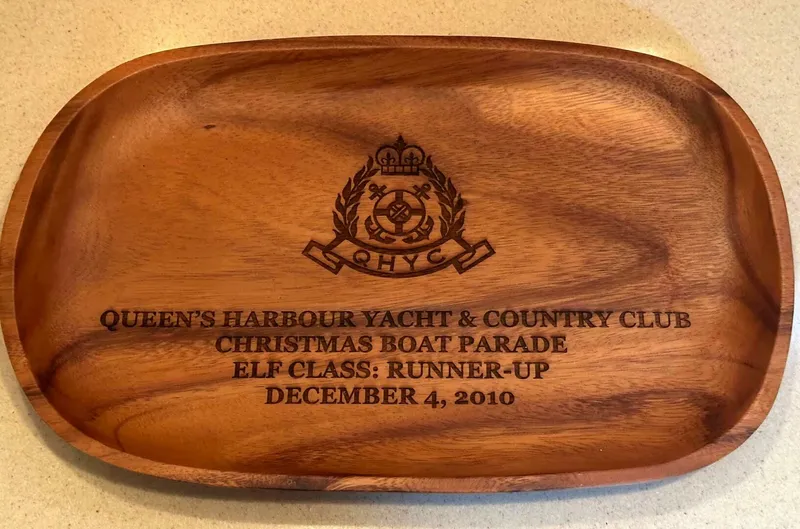 QHYC
QUEEN'S HARBOUR YACHT & COUNTRY CLUB
CHRISTMAS BOAT PARADE
ELF CLASS: RUNNER-UP
DECEMBER 4, 2010